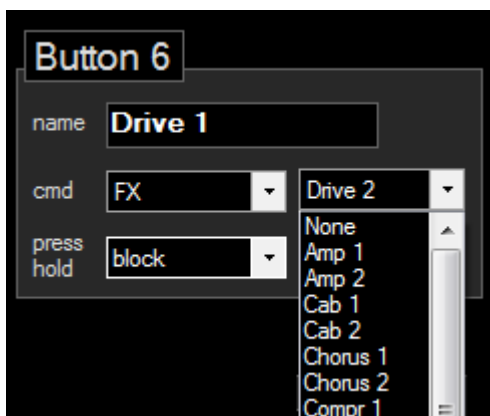 Button 6
name Drive 1
cmd FX Drive 2
press hold block
None
Amp 1
Amp 2
Cab 1
Cab 2
Chorus 1
Chorus 2
Compr 1